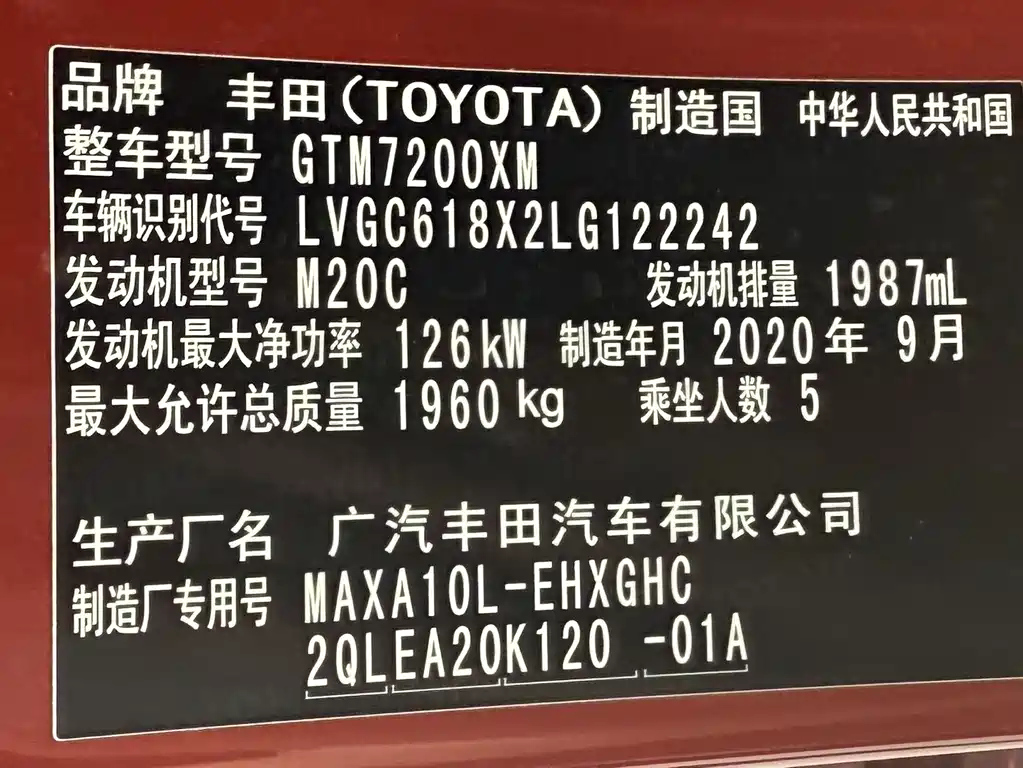 品牌 丰田(TOYOTA) 制造国 中华人民共和国
整车型号 GTM7200XM
车辆识别代号 LVGC618X2LG122242
发动机型号 M20C 发动机排量 1987mL
发动机最大净功率 126kW 制造年月 2020年 9月
最大允许总质量 1960kg 乘坐人数 5
生产厂名 广汽丰田汽车有限公司
制造厂专用号 MAXA10L-EHXGHC
2QLEA20K120 -01A